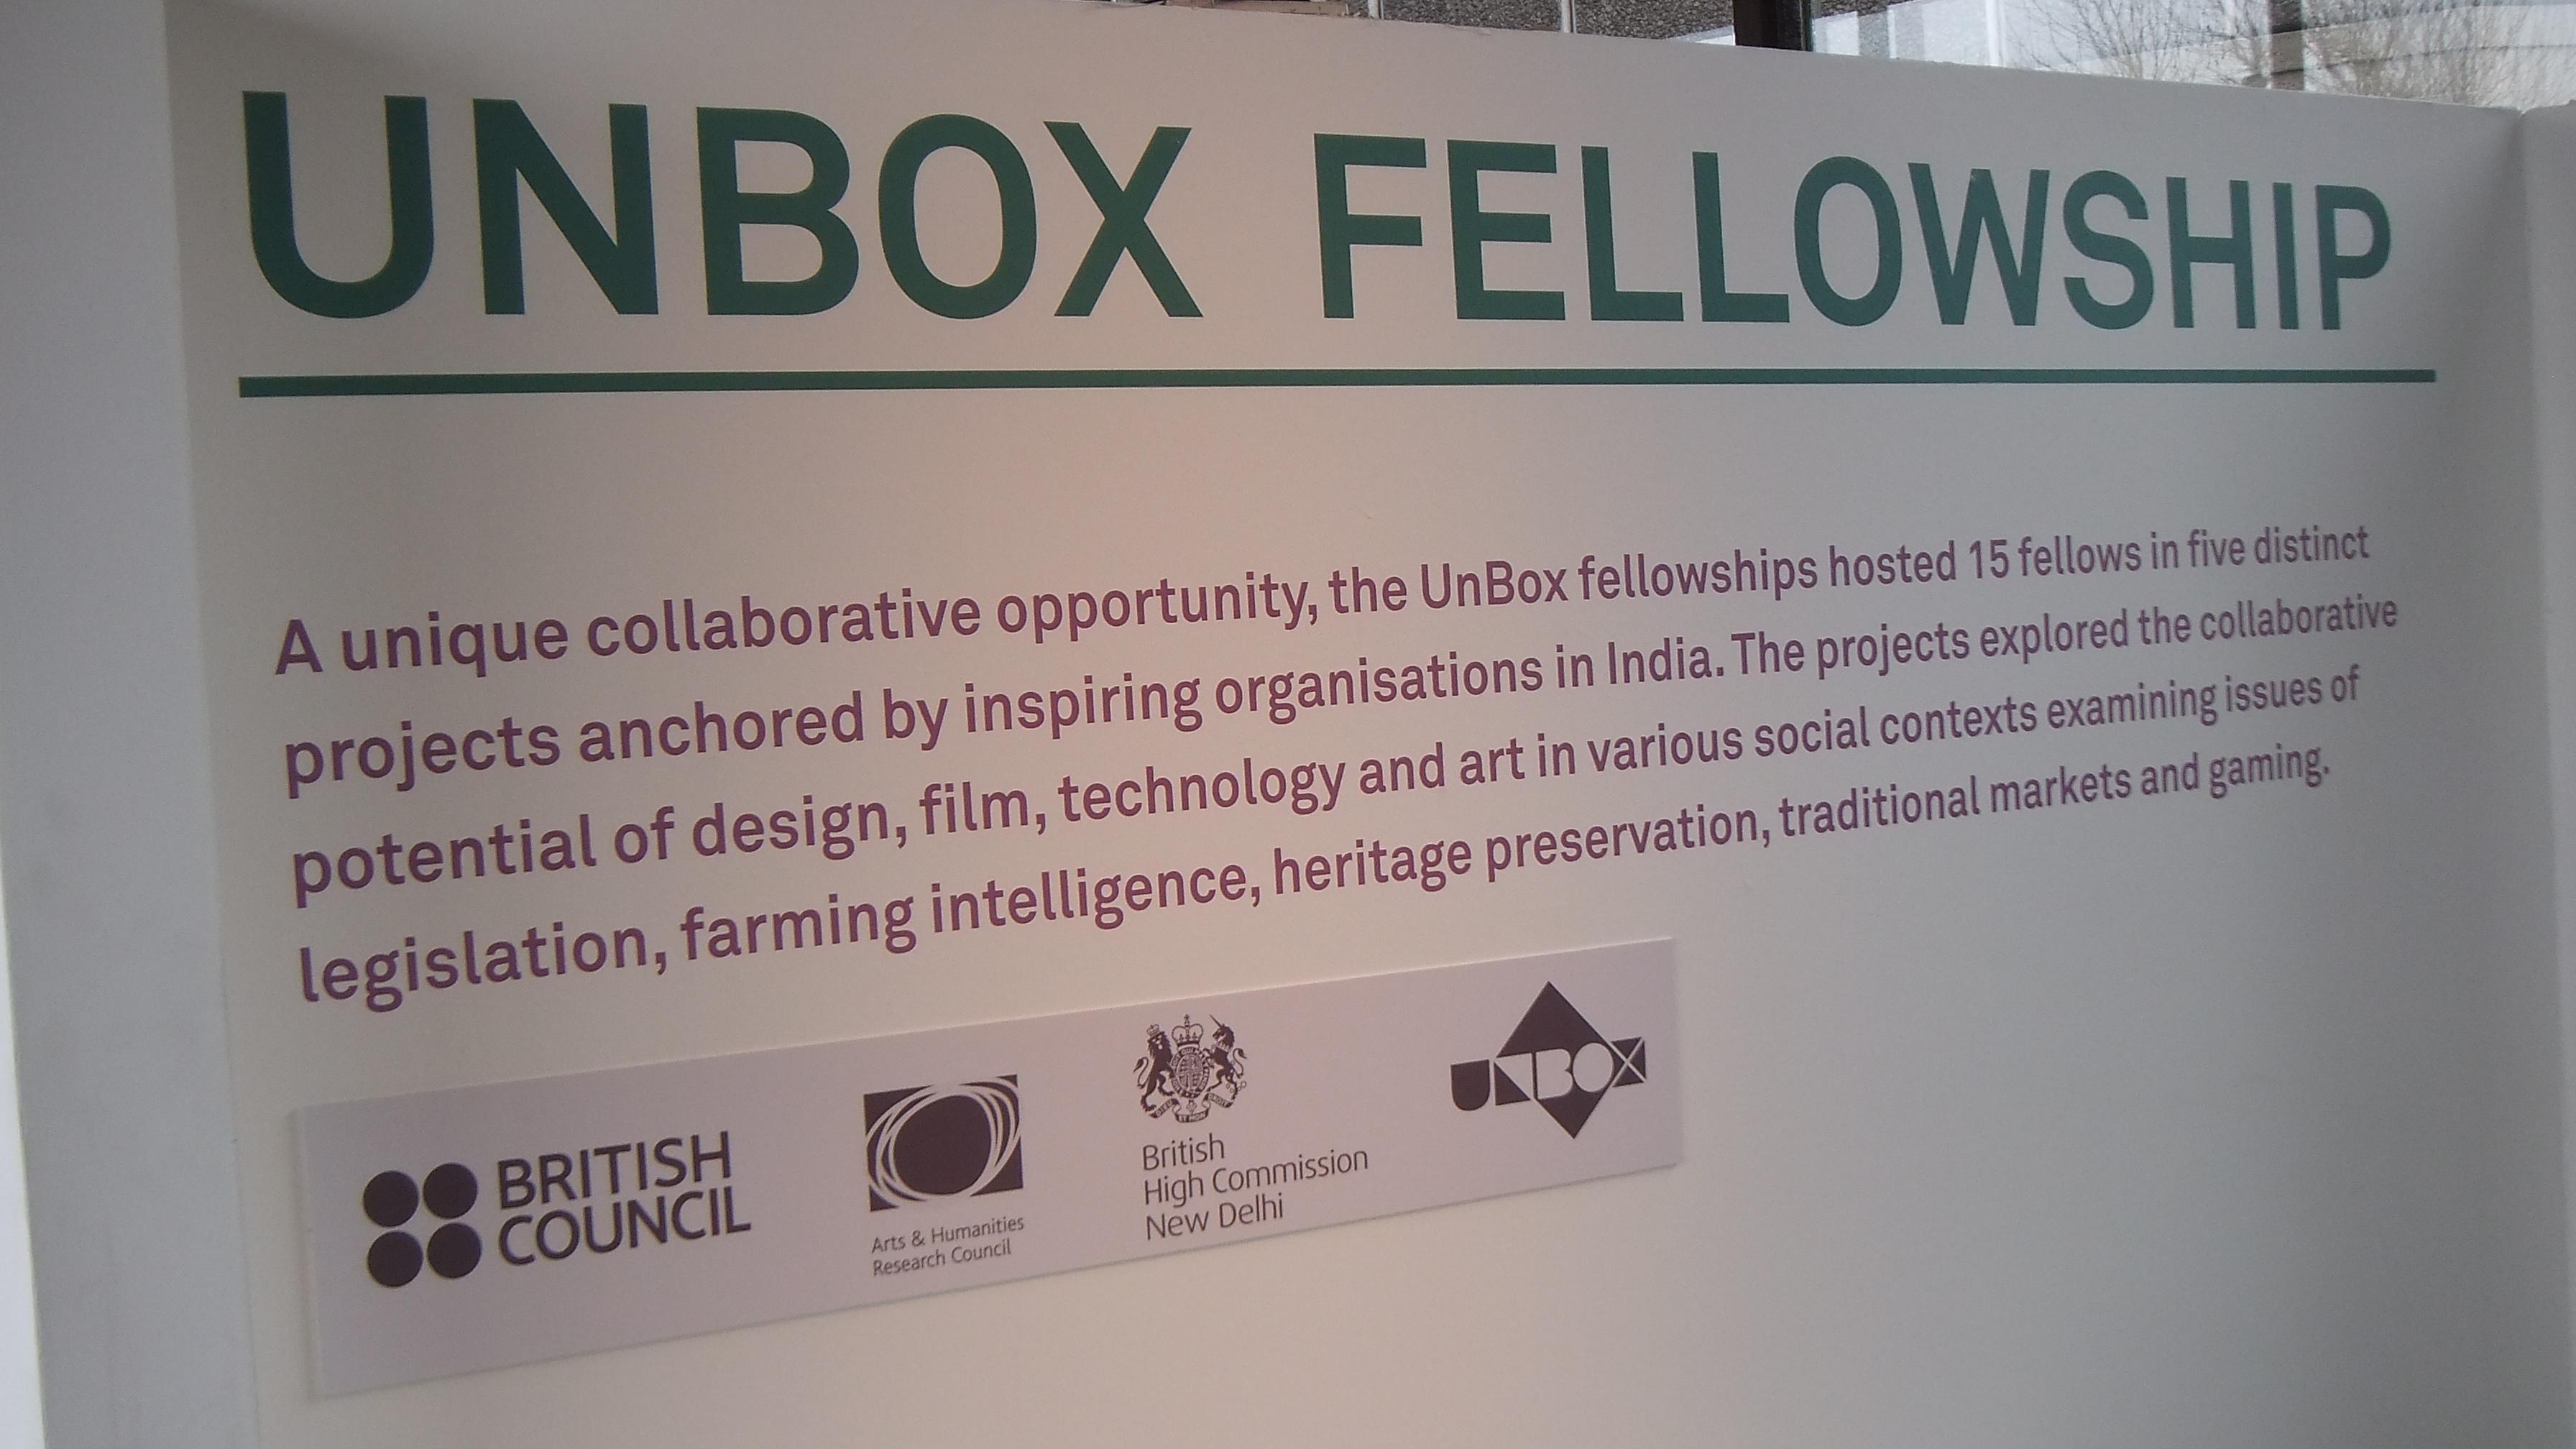 UNBOX FELLOWSHIP
A unique collaborative opportunity, the UnBox fellowships hosted 15 fellows in five distinct
projects anchored by inspiring organisations in India. The projects explored the collaborative
potential of design, film, technology and art in various social contexts examining issues of
legislation, farming intelligence, heritage preservation, traditional markets and gaming.
BRITISH
COUNCIL
Arts & Humanities
Research Council
British
High Commission
New Delhi
UNBOX